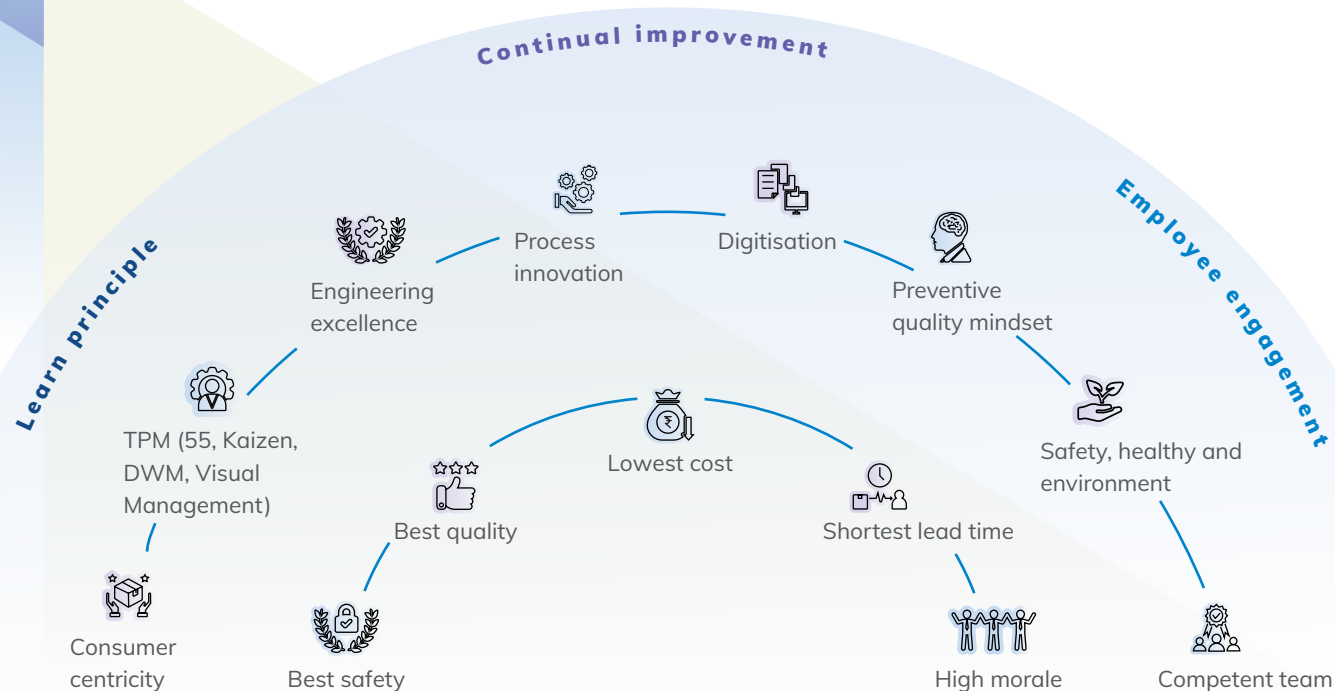 Continual improvement
Learn principle
Employee engagement
Process
innovation
Digitisation
Engineering
excellence
Preventive
quality mindset
TPM (55, Kaizen,
DWM, Visual
Management)
Lowest cost
Safety, healthy and
environment
Best quality
Shortest lead time
Consumer
centricity
Best safety
High morale
Competent team
₹